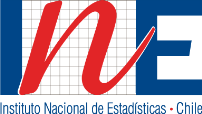 INE
Instituto Nacional de Estadísticas • Chile